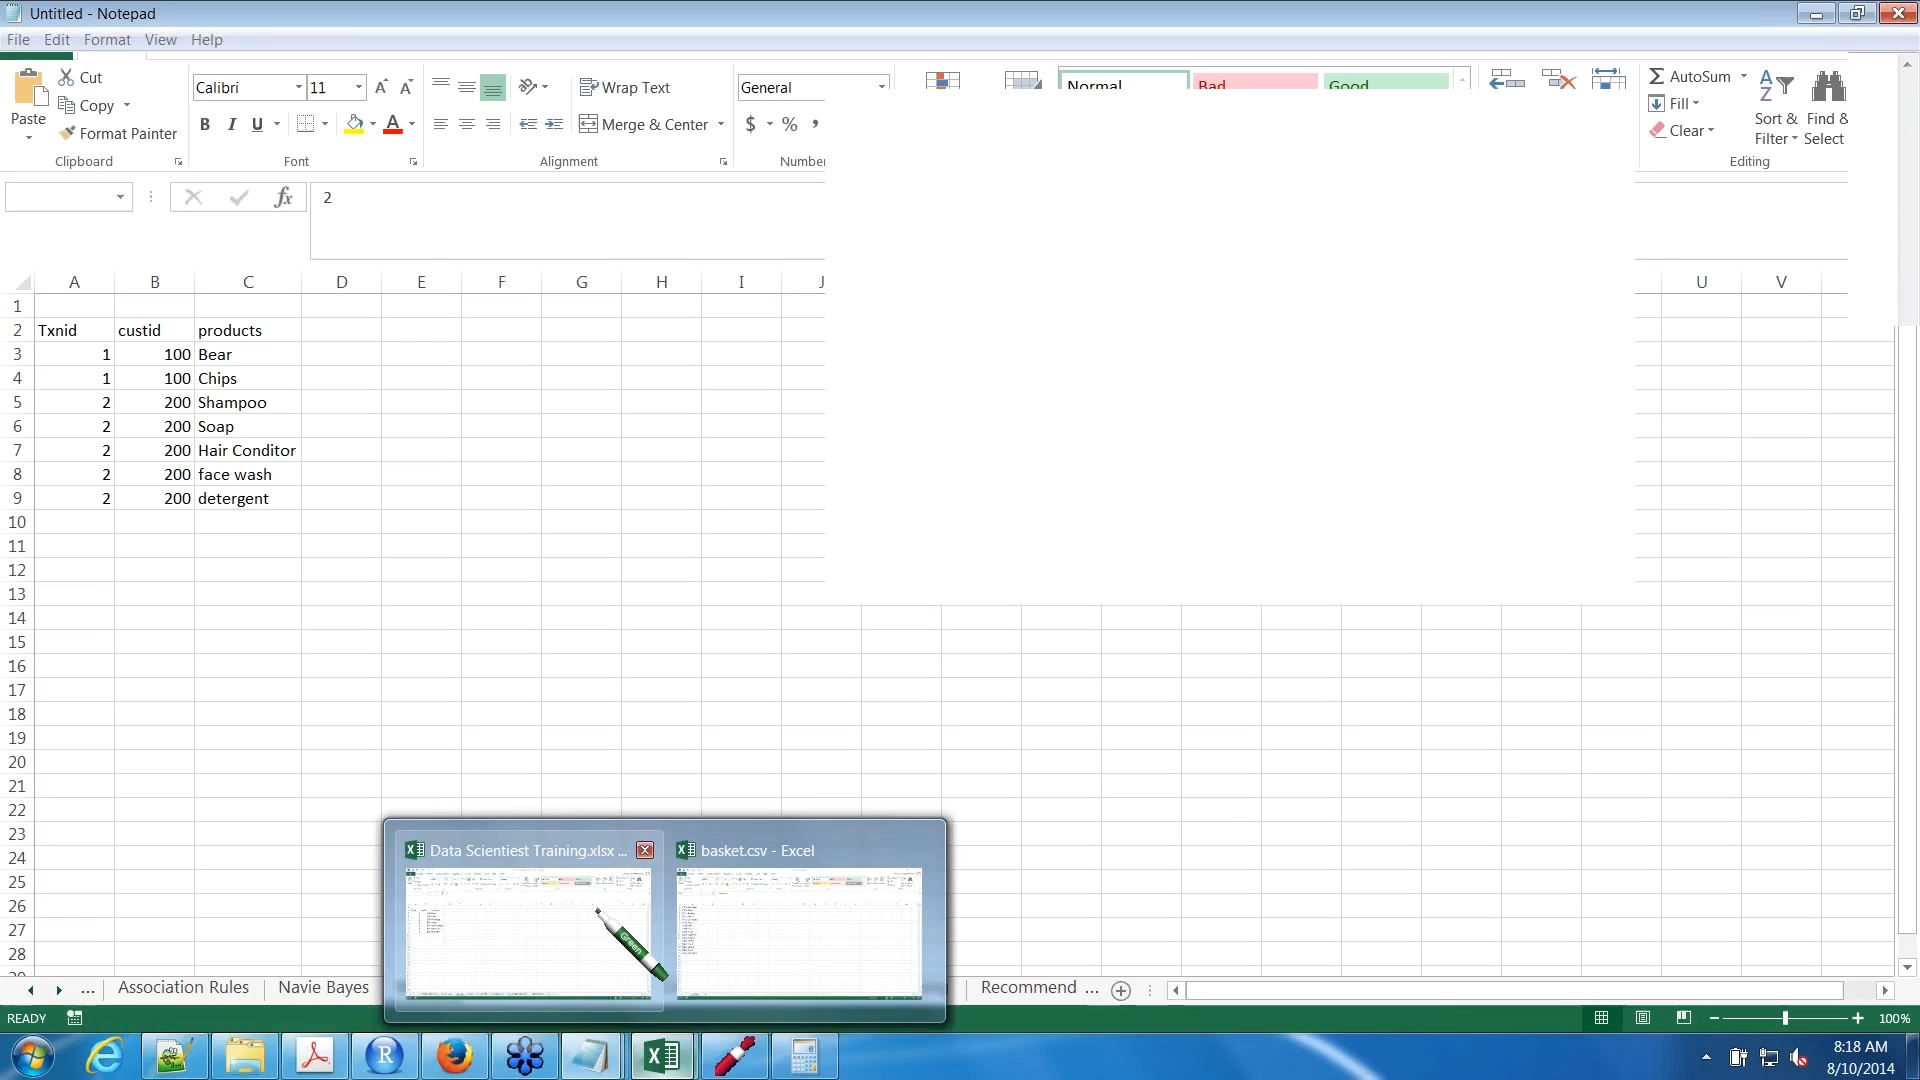 Untitled - Notepad
File Edit Format View Help
Cut
Copy
Format Painter
Paste
Clipboard
Calibri 11
B I U
Font
Wrap Text
Merge & Center
Alignment
General
$ % ,
Number
Normal Bad Good
AutoSum
Fill
Clear
Sort & Filter
Find & Select
Editing
fx 2
A B C D E F G H I J U V
1
2 Txnid custid products
3 1 100 Bear
4 1 100 Chips
5 2 200 Shampoo
6 2 200 Soap
7 2 200 Hair Conditor
8 2 200 face wash
9 2 200 detergent
10
11
12
13
14
15
16
17
18
19
20
21
22
23
24
25
26
27
28
29
Data Scientiest Training.xlsx ...
basket.csv - Excel
Green
... Association Rules Navie Bayes Recommend ...
READY
100%
8:18 AM
8/10/2014